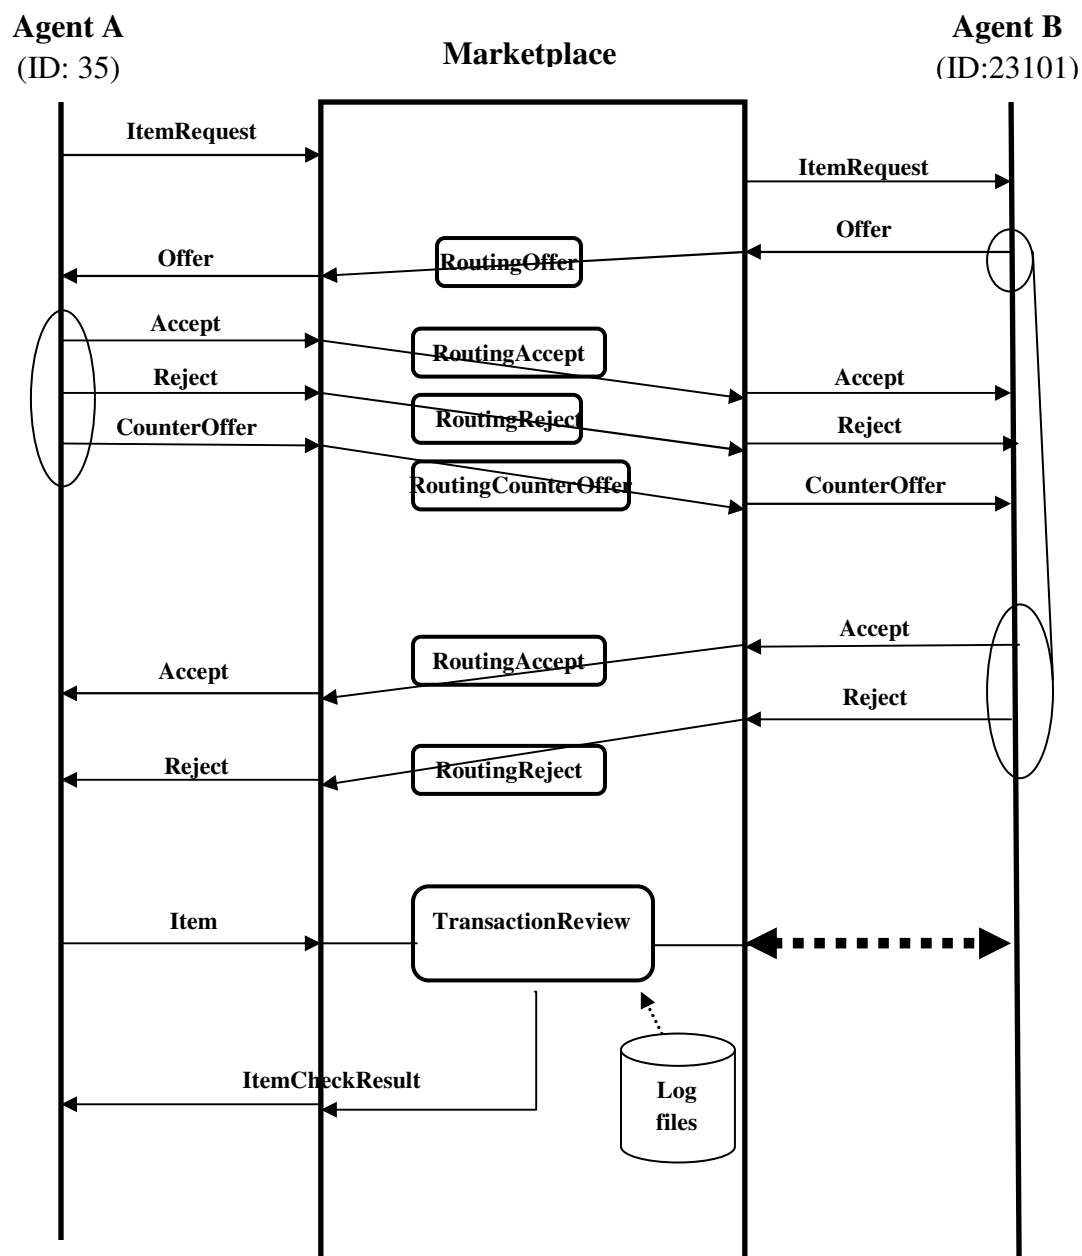 Agent A
(ID: 35)
Marketplace
Agent B
(ID:23101)
ItemRequest
ItemRequest
Offer
RoutingOffer
Offer
Accept
RoutingAccept
Reject
Accept
RoutingReject
CounterOffer
Reject
RoutingCounterOffer
CounterOffer
Accept
RoutingAccept
Accept
Reject
Reject
RoutingReject
Item
TransactionReview
ItemCheckResult
Log
files